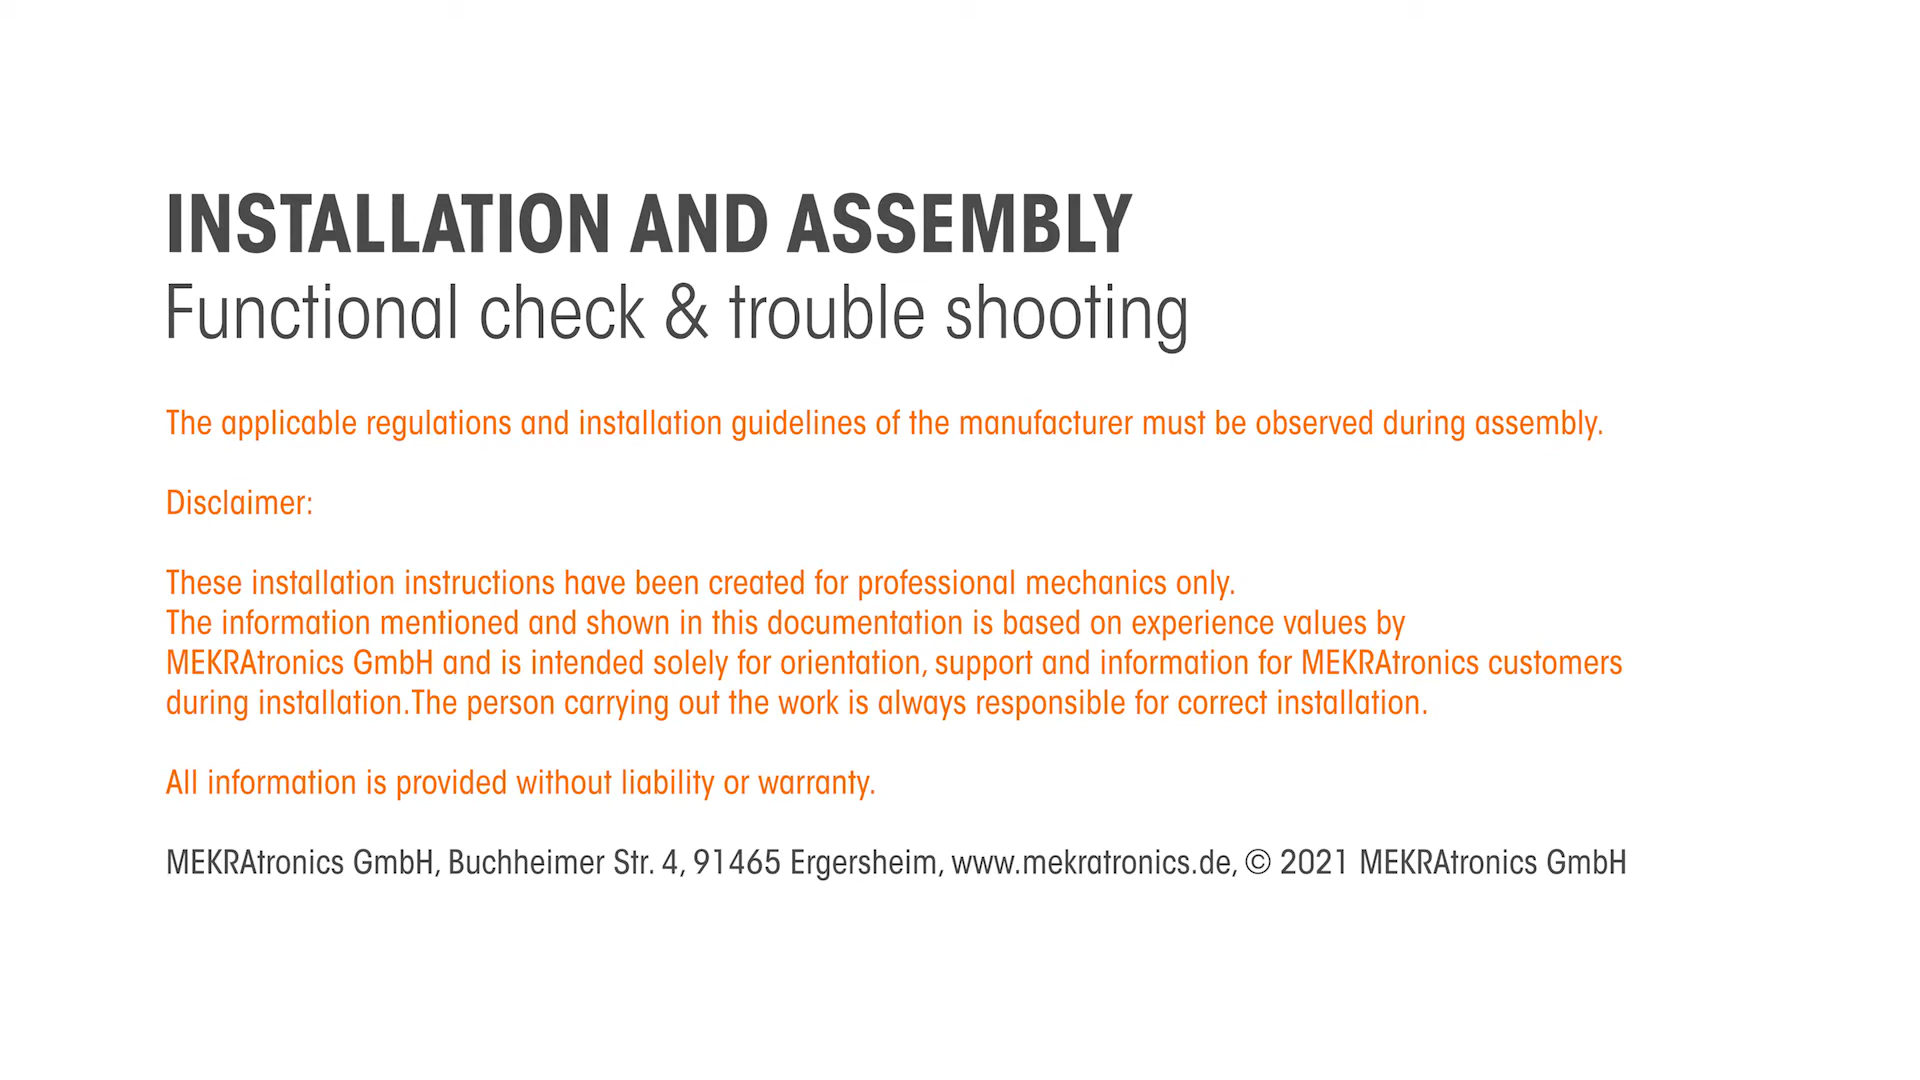 INSTALLATION AND ASSEMBLY
Functional check & trouble shooting
The applicable regulations and installation guidelines of the manufacturer must be observed during assembly.
Disclaimer:
These installation instructions have been created for professional mechanics only.
The information mentioned and shown in this documentation is based on experience values by
MEKRAtronics GmbH and is intended solely for orientation, support and information for MEKRAtronics customers
during installation.The person carrying out the work is always responsible for correct installation.
All information is provided without liability or warranty.
MEKRAtronics GmbH, Buchheimer Str. 4, 91465 Ergersheim, www.mekratronics.de, © 2021 MEKRAtronics GmbH